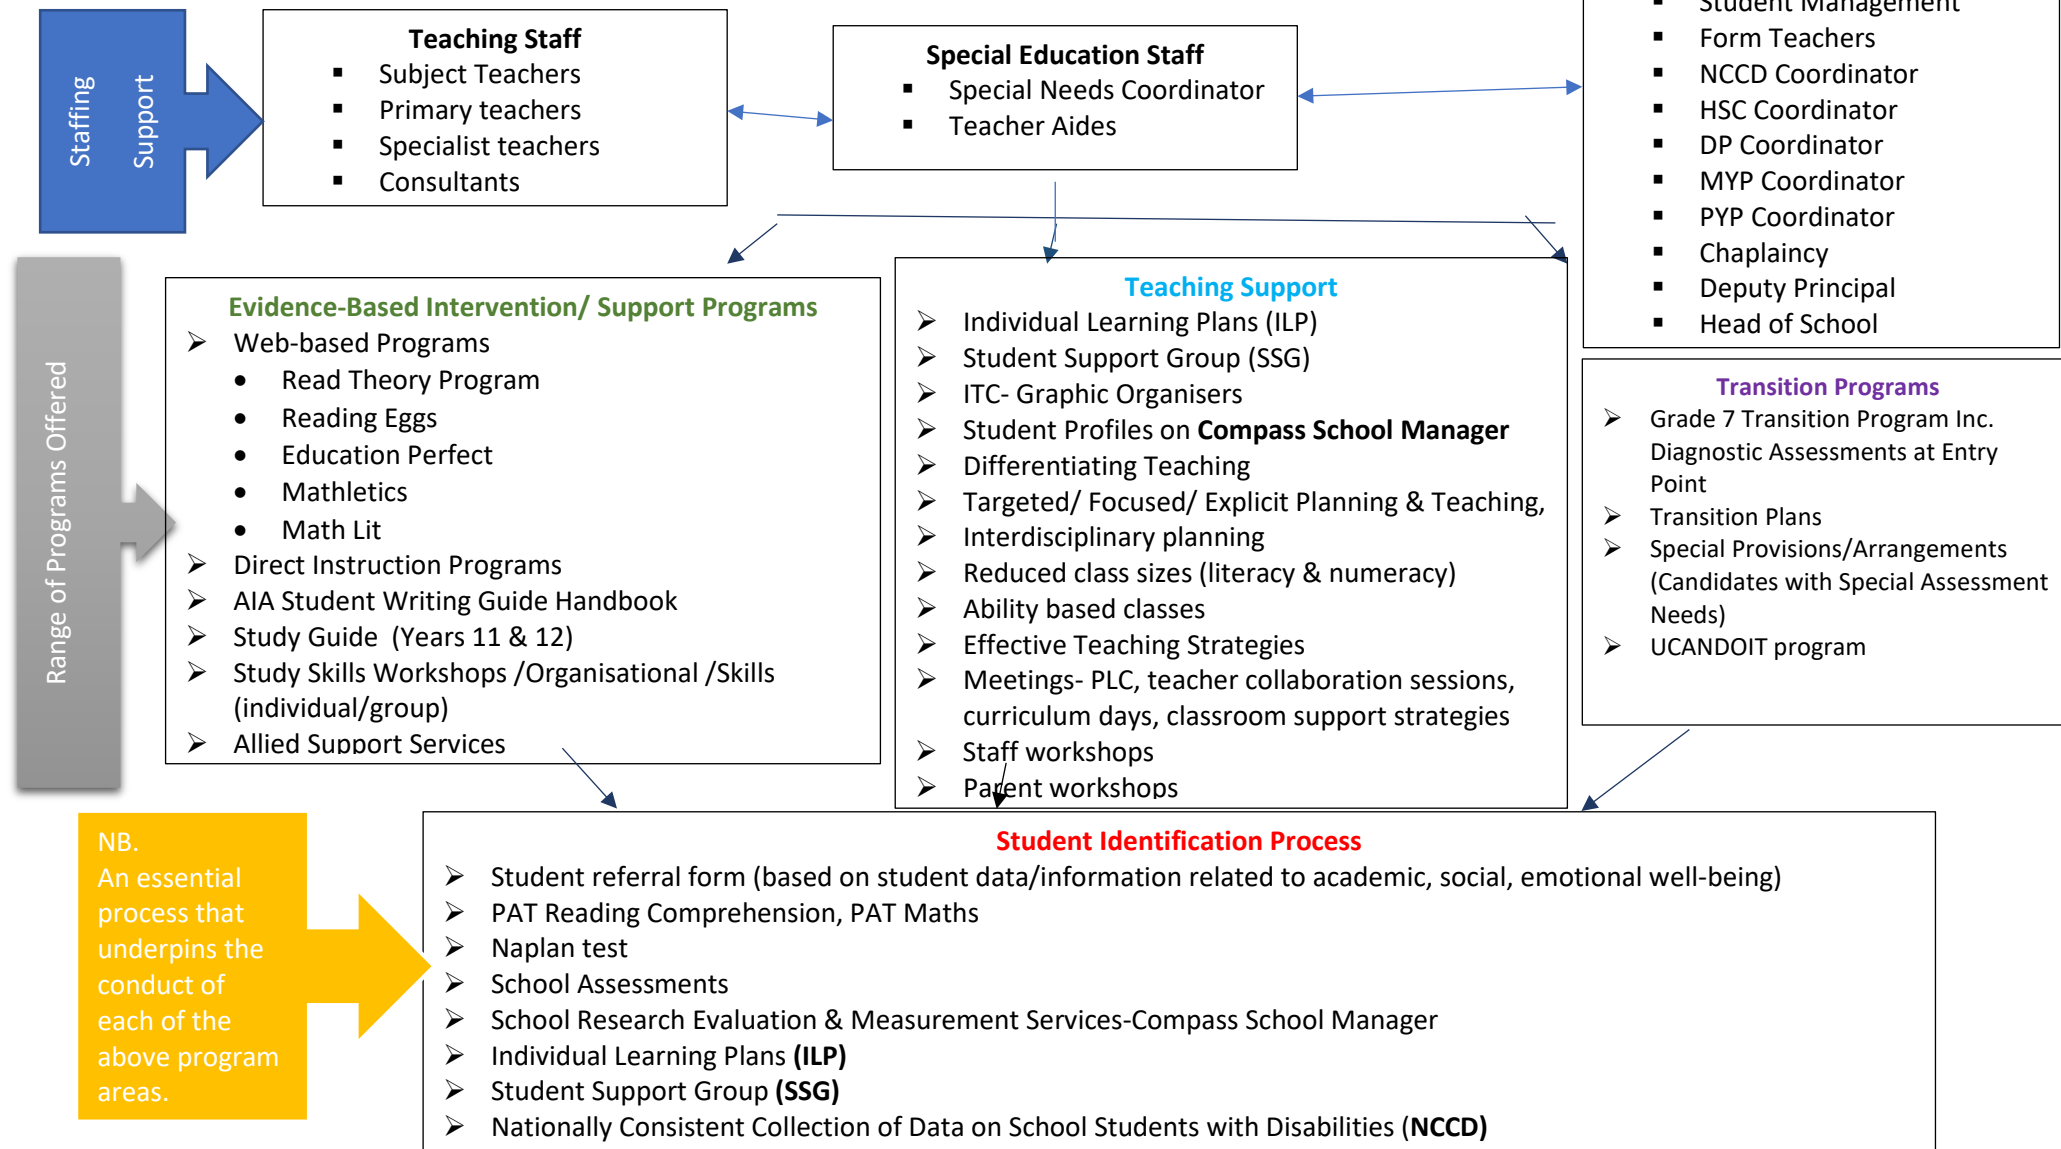 Staffing
Support
Teaching Staff
▪ Subject Teachers
▪ Primary teachers
▪ Specialist teachers
▪ Consultants
Special Education Staff
▪ Special Needs Coordinator
▪ Teacher Aides
▪ Student Management
▪ Form Teachers
▪ NCCD Coordinator
▪ HSC Coordinator
▪ DP Coordinator
▪ MYP Coordinator
▪ PYP Coordinator
▪ Chaplaincy
▪ Deputy Principal
▪ Head of School
Range of Programs Offered
Evidence-Based Intervention/ Support Programs
➢ Web-based Programs
• Read Theory Program
• Reading Eggs
• Education Perfect
• Mathletics
• Math Lit
➢ Direct Instruction Programs
➢ AIA Student Writing Guide Handbook
➢ Study Guide (Years 11 & 12)
➢ Study Skills Workshops /Organisational /Skills
(individual/group)
➢ Allied Support Services
Teaching Support
➢ Individual Learning Plans (ILP)
➢ Student Support Group (SSG)
➢ ITC- Graphic Organisers
➢ Student Profiles on Compass School Manager
➢ Differentiating Teaching
➢ Targeted/ Focused/ Explicit Planning & Teaching,
➢ Interdisciplinary planning
➢ Reduced class sizes (literacy & numeracy)
➢ Ability based classes
➢ Effective Teaching Strategies
➢ Meetings- PLC, teacher collaboration sessions,
curriculum days, classroom support strategies
➢ Staff workshops
➢ Parent workshops
Transition Programs
➢ Grade 7 Transition Program Inc.
Diagnostic Assessments at Entry
Point
➢ Transition Plans
➢ Special Provisions/Arrangements
(Candidates with Special Assessment
Needs)
➢ UCANDOIT program
NB.
An essential
process that
underpins the
conduct of
each of the
above program
areas.
Student Identification Process
➢ Student referral form (based on student data/information related to academic, social, emotional well-being)
➢ PAT Reading Comprehension, PAT Maths
➢ Naplan test
➢ School Assessments
➢ School Research Evaluation & Measurement Services-Compass School Manager
➢ Individual Learning Plans (ILP)
➢ Student Support Group (SSG)
➢ Nationally Consistent Collection of Data on School Students with Disabilities (NCCD)